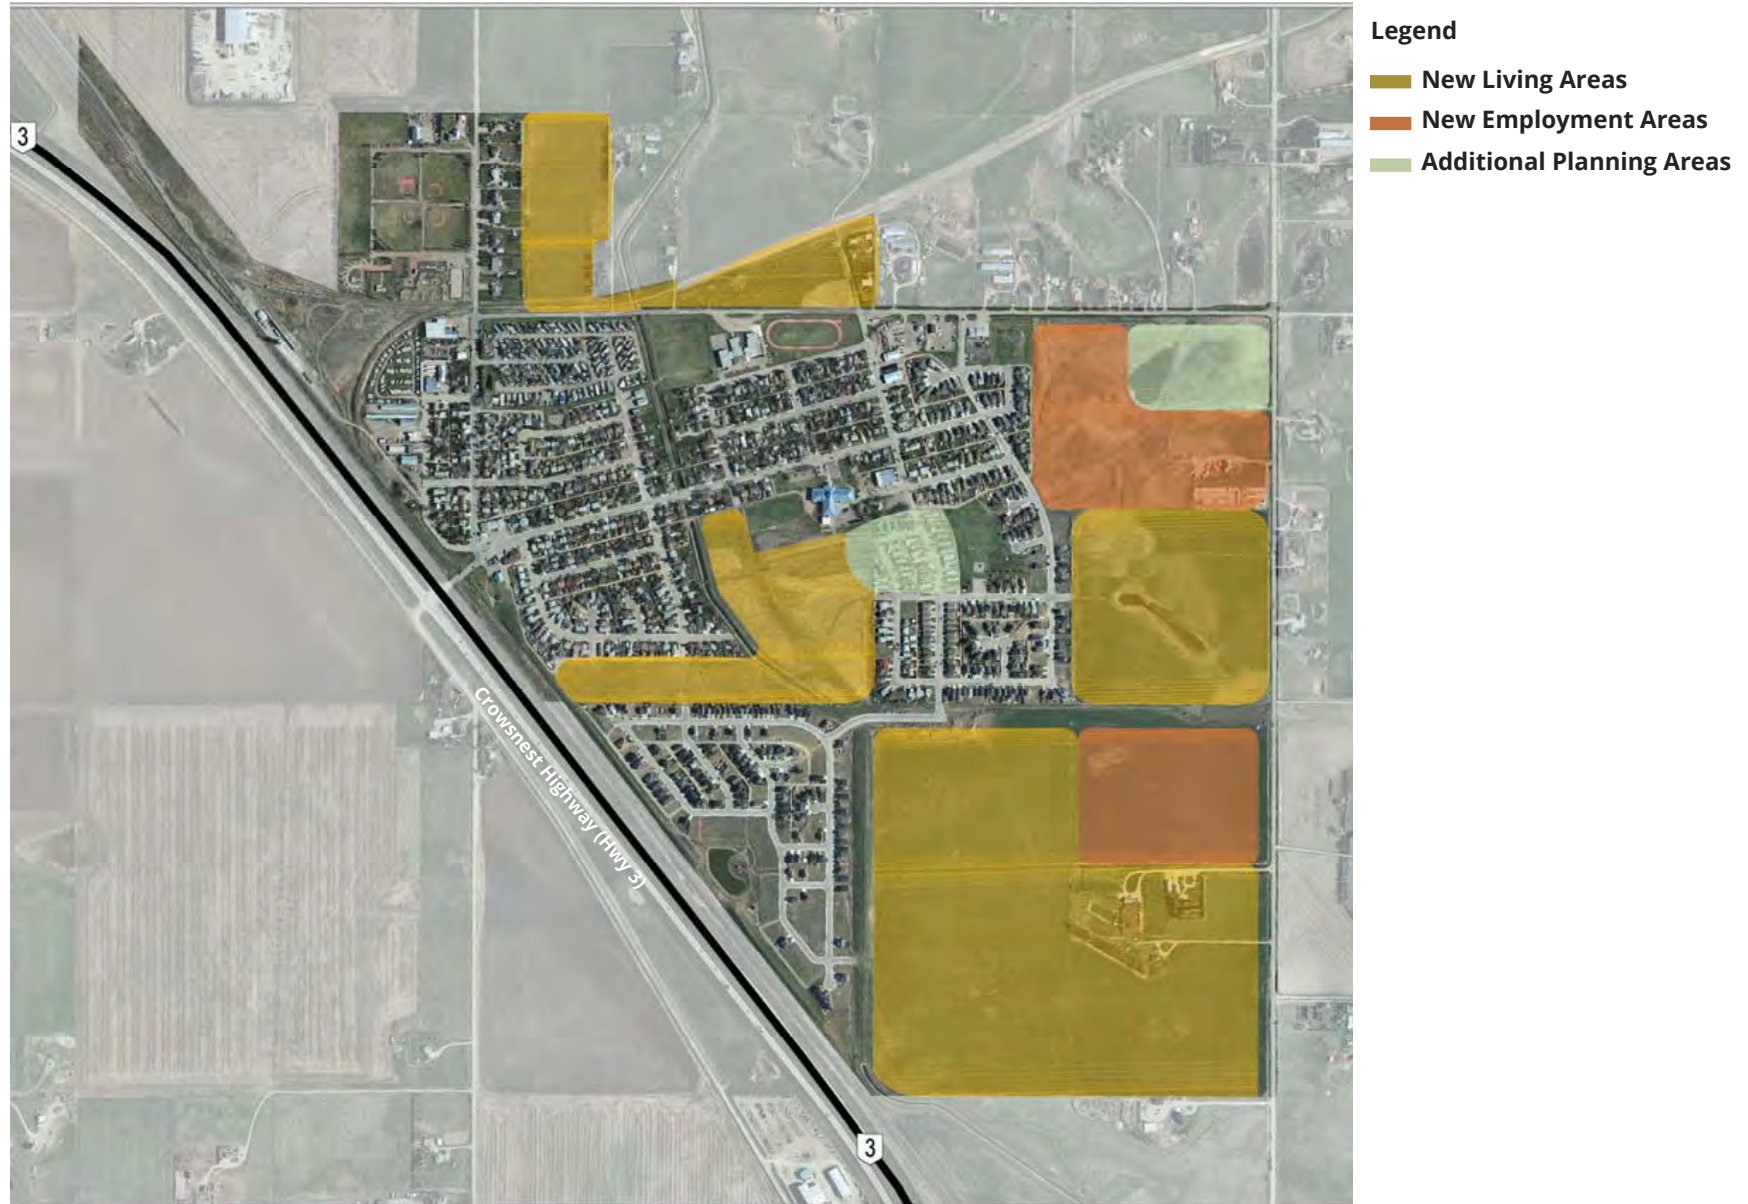 Legend
New Living Areas
New Employment Areas
Additional Planning Areas
3
Crowsnest Highway (Hwy 3)
3